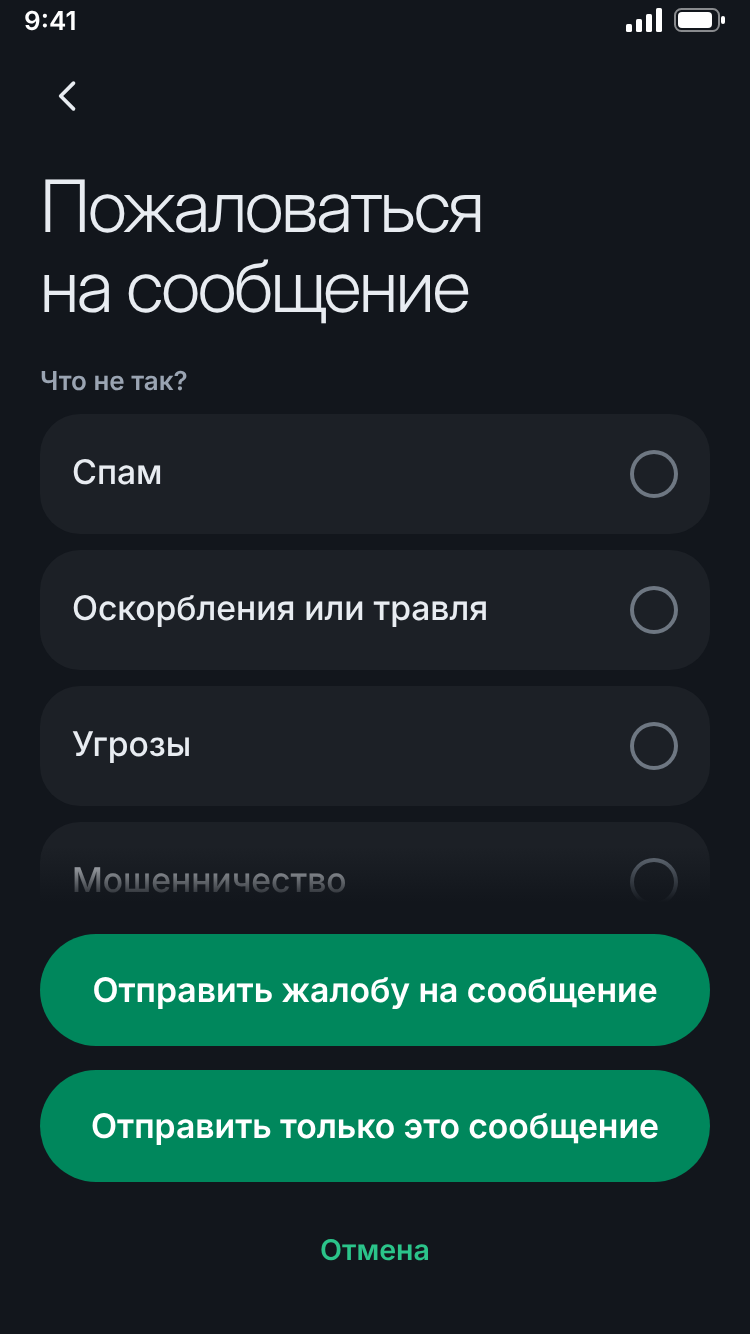 9:41
Пожаловаться
на сообщение
Что не так?
Спам
Оскорбления или травля
Угрозы
Мошенничество
Отправить жалобу на сообщение
Отправить только это сообщение
Отмена